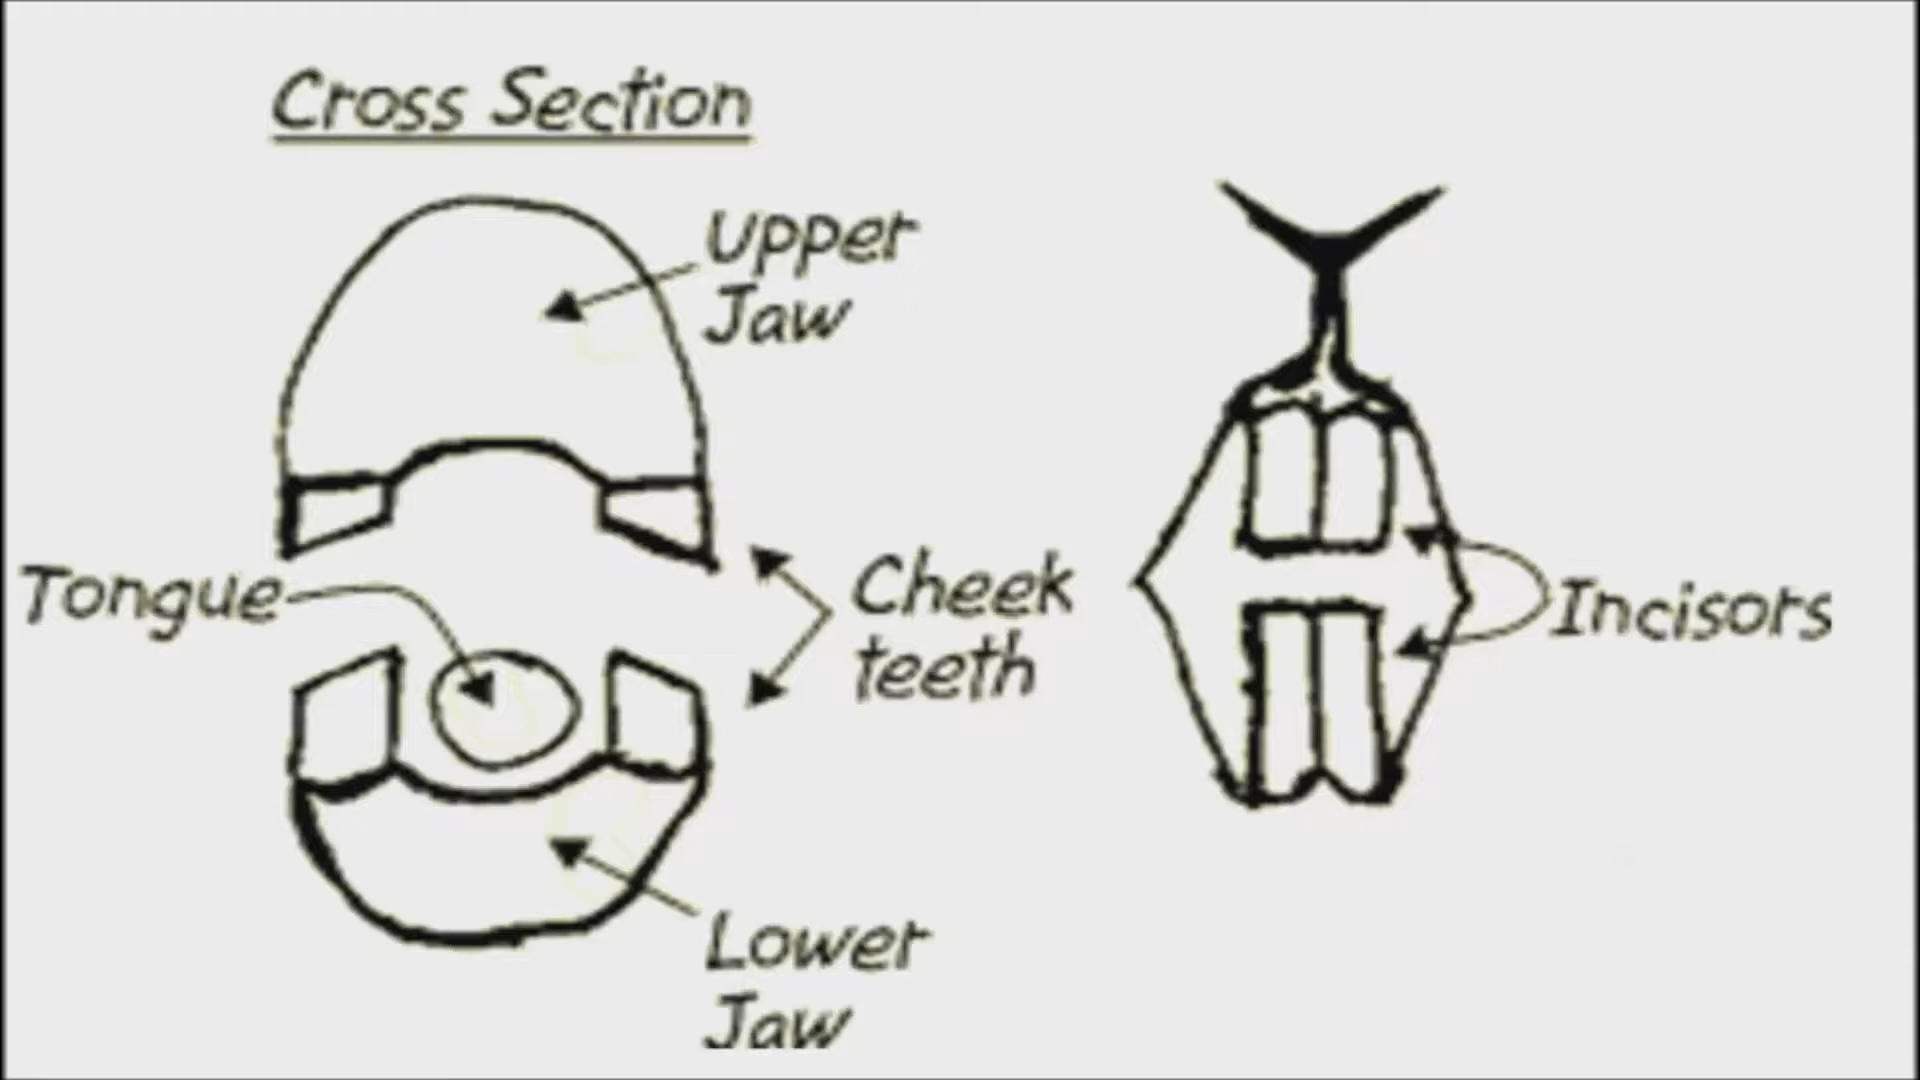 Cross Section
Upper
Jaw
Tongue
Cheek
teeth
Incisors
Lower
Jaw